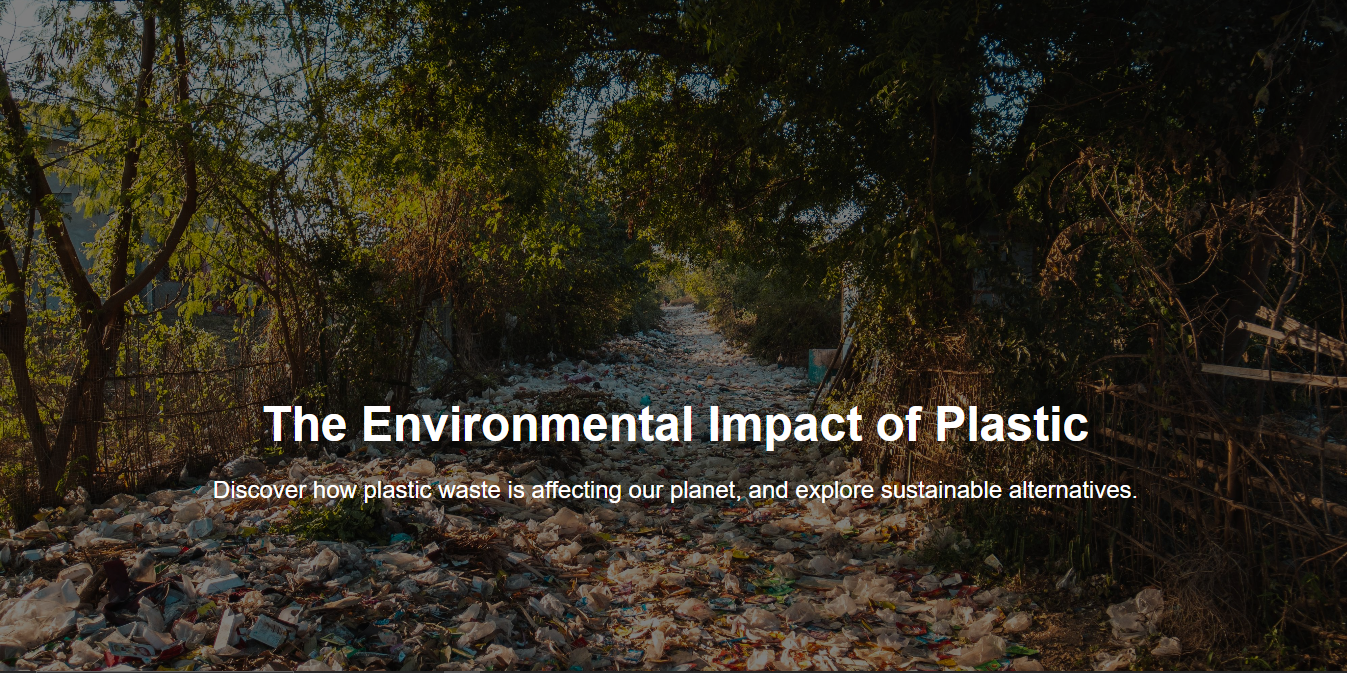 The Environmental Impact of Plastic
Discover how plastic waste is affecting our planet, and explore sustainable alternatives.